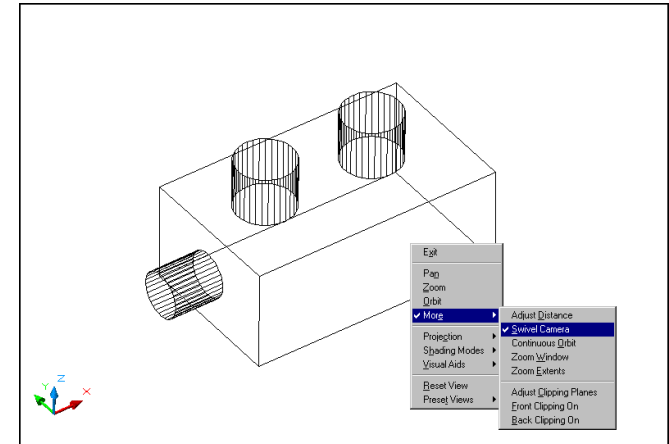 Exit
Pan
Zoom
Orbit
More
Projection
Shading Modes
Visual Aids
Reset View
Preset Views
Adjust Distance
Swivel Camera
Continuous Orbit
Zoom Window
Zoom Extents
Adjust Clipping Planes
Front Clipping On
Back Clipping On
Y
Z
X